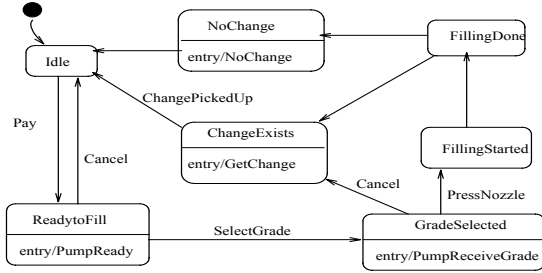 NoChange
entry/NoChange
FillingDone
Idle
ChangePickedUp
Pay
ChangeExists
entry/GetChange
FillingStarted
Cancel
Cancel
PressNozzle
ReadytoFill
entry/PumpReady
SelectGrade
GradeSelected
entry/PumpReceiveGrade